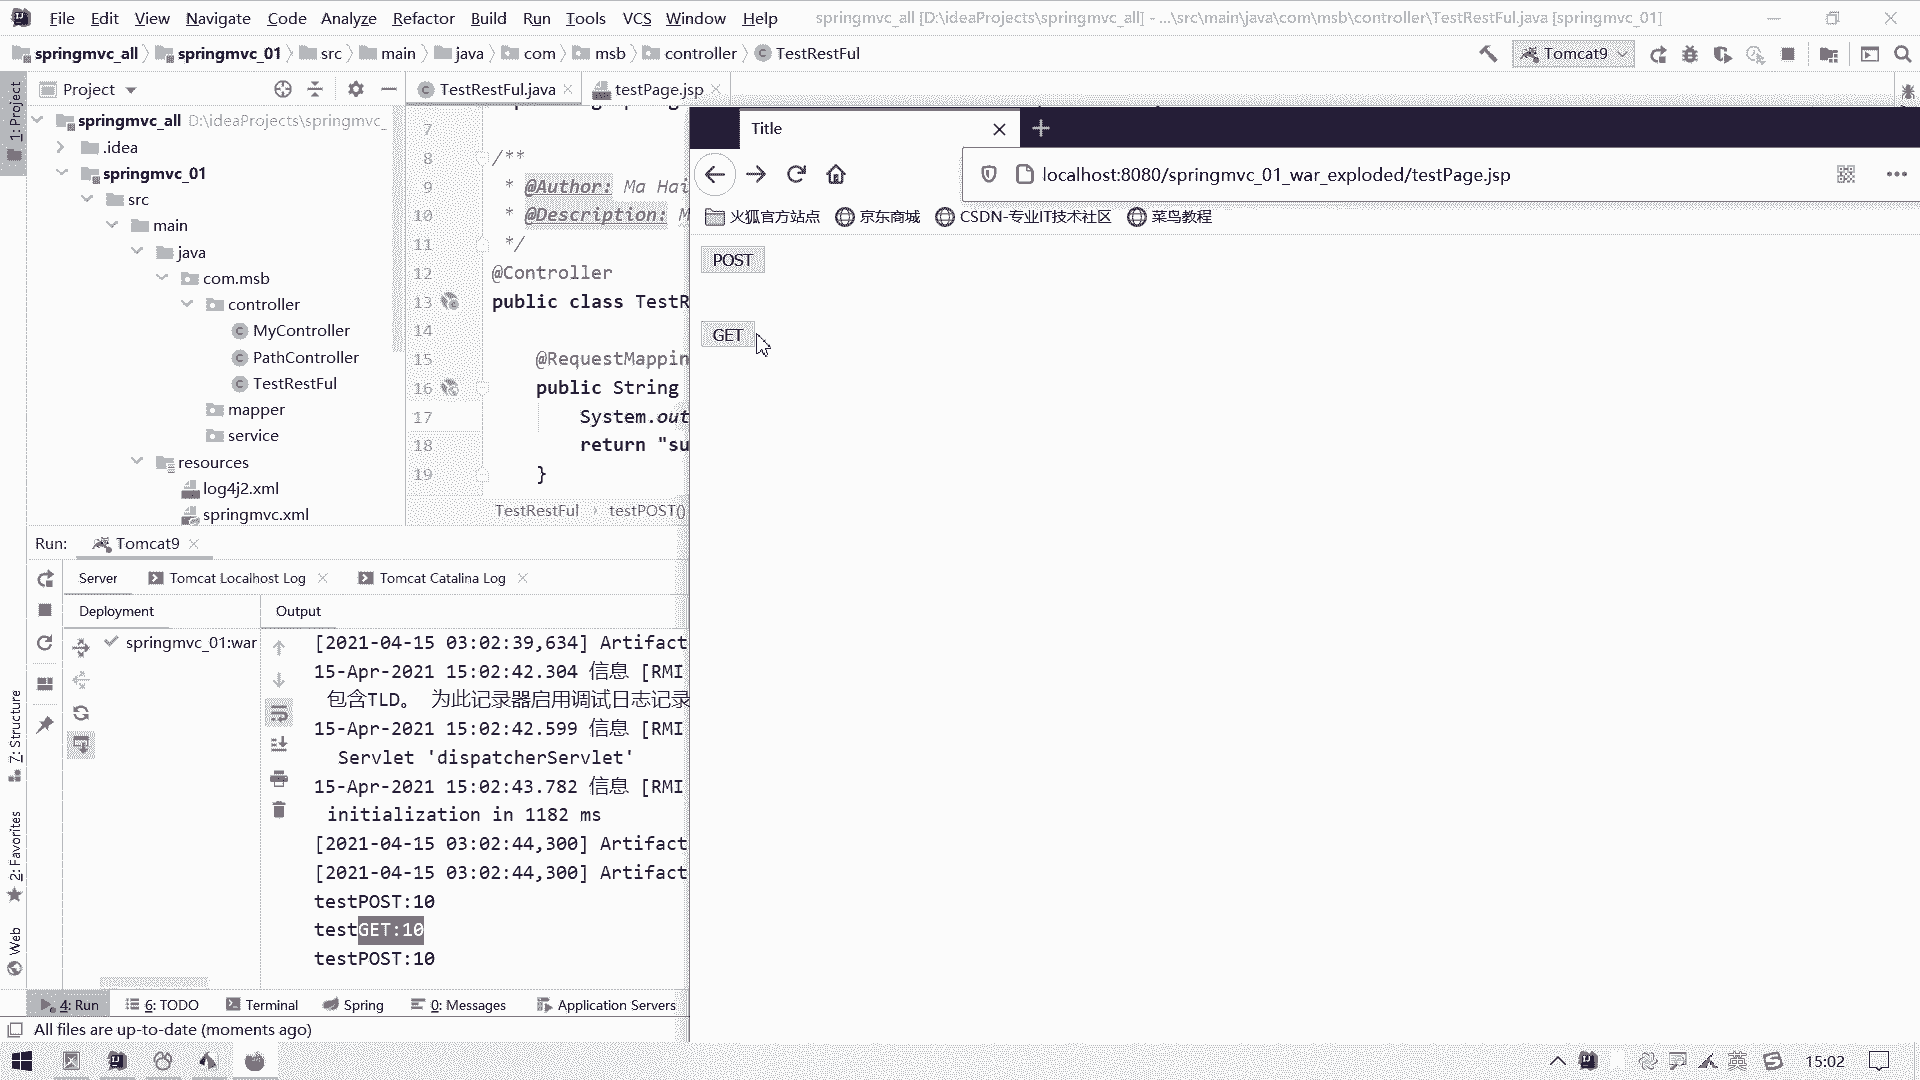 File Edit View Navigate Code Analyze Refactor Build Run Tools VCS Window Help springmvc_all [D:\ideaProjects\springmvc_all] - ...\src\main\java\com\msb\controller\TestRestFul.java [springmvc_01]
springmvc_all springmvc_01 src main java com msb controller TestRestFul Tomcat9
1: Project
Project TestRestFul.java testPage.jsp
springmvc_all D:\ideaProjects\springmvc_
.idea
springmvc_01
src
main
java
com.msb
controller
MyController
PathController
TestRestFul
mapper
service
resources
log4j2.xml
springmvc.xml
7
8 /**
9 * @Author: Ma Hai
10 * @Description: M
11 */
12 @Controller
13 public class TestR
14
15 @RequestMappin
16 public String
17 System.out
18 return "su
19 }
TestRestFul › testPOST()
Title
localhost:8080/springmvc_01_war_exploded/testPage.jsp
火狐官方站点 京东商城 CSDN-专业IT技术社区 菜鸟教程
POST
GET
Run: Tomcat9
Server Tomcat Localhost Log Tomcat Catalina Log
Deployment Output
springmvc_01:war
[2021-04-15 03:02:39,634] Artifact
15-Apr-2021 15:02:42.304 信息 [RMI
包含TLD。 为此记录器启用调试日志记录
15-Apr-2021 15:02:42.599 信息 [RMI
Servlet 'dispatcherServlet'
15-Apr-2021 15:02:43.782 信息 [RMI
initialization in 1182 ms
[2021-04-15 03:02:44,300] Artifact
[2021-04-15 03:02:44,300] Artifact
testPOST:10
testGET:10
testPOST:10
7: Structure
2: Favorites
Web
4: Run 6: TODO Terminal Spring 0: Messages Application Servers
All files are up-to-date (moments ago)
英 15:02